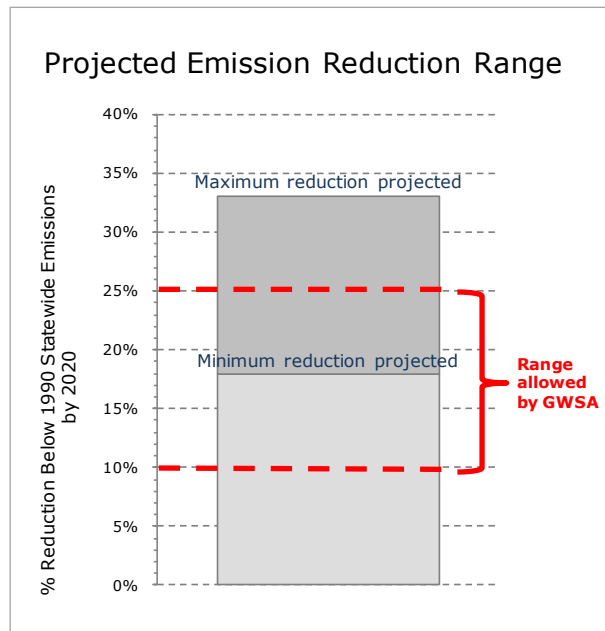 Projected Emission Reduction Range
% Reduction Below 1990 Statewide Emissions
by 2020
40%
35%
30%
25%
20%
15%
10%
5%
0%
Maximum reduction projected
Minimum reduction projected
Range
allowed
by GWSA